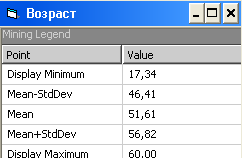 Возраст
Mining Legend
Point Value
Display Minimum 17,34
Mean-StdDev 46,41
Mean 51,61
Mean+StdDev 56,82
Display Maximum 60,00